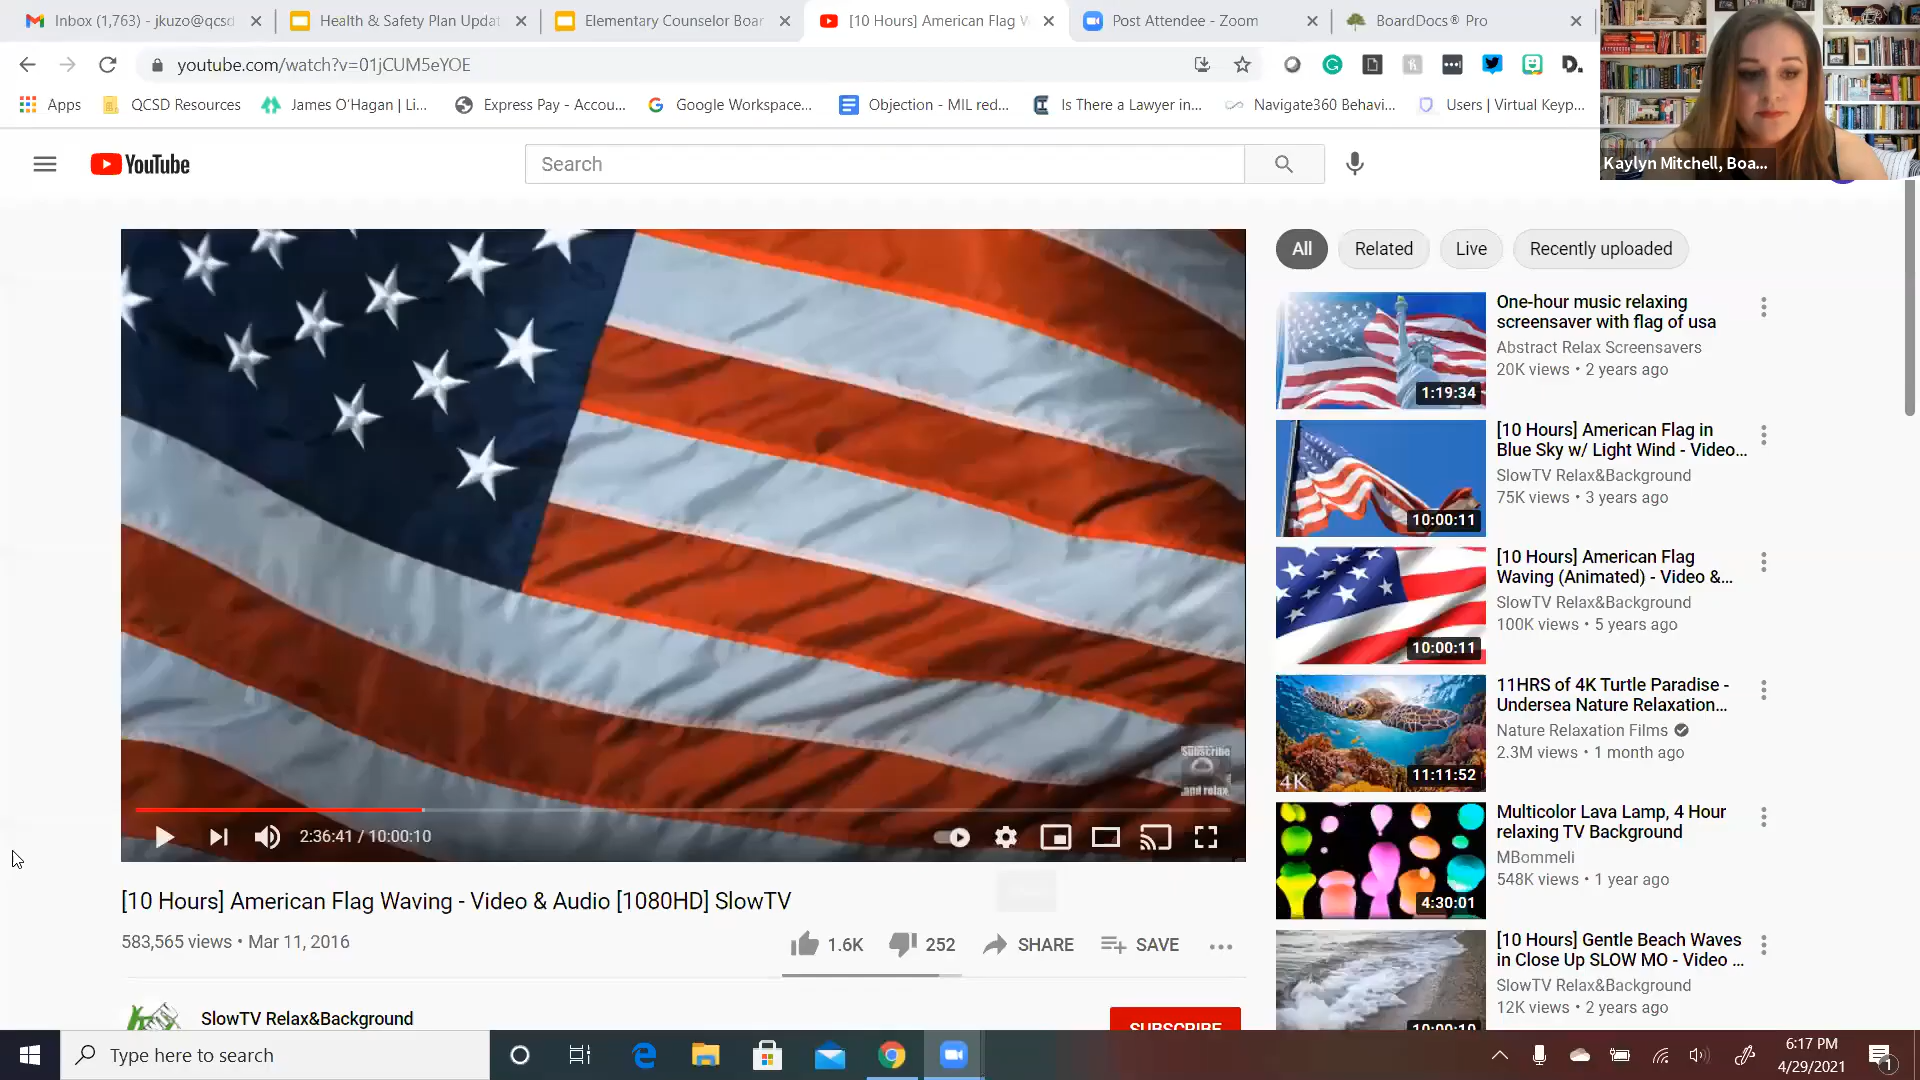 Inbox (1,763) - jkuzo@qcsd
Health & Safety Plan Updat
Elementary Counselor Boar
[10 Hours] American Flag W
Post Attendee - Zoom
BoardDocs® Pro
youtube.com/watch?v=01jCUM5eYOE
Apps
QCSD Resources
James O'Hagan | Li...
Express Pay - Accou...
Google Workspace...
Objection - MIL red...
Is There a Lawyer in...
Navigate360 Behavi...
Users | Virtual Keyp...
Kaylyn Mitchell, Boa...
YouTube
Search
All
Related
Live
Recently uploaded
One-hour music relaxing
screensaver with flag of usa
Abstract Relax Screensavers
20K views • 2 years ago
1:19:34
[10 Hours] American Flag in
Blue Sky w/ Light Wind - Video...
SlowTV Relax&Background
75K views • 3 years ago
10:00:11
[10 Hours] American Flag
Waving (Animated) - Video &...
SlowTV Relax&Background
100K views • 5 years ago
10:00:11
11HRS of 4K Turtle Paradise -
Undersea Nature Relaxation...
Nature Relaxation Films
2.3M views • 1 month ago
4K
11:11:52
Multicolor Lava Lamp, 4 Hour
relaxing TV Background
MBommeli
548K views • 1 year ago
4:30:01
[10 Hours] Gentle Beach Waves
in Close Up SLOW MO - Video ...
SlowTV Relax&Background
12K views • 2 years ago
10:00:10
Subscribe
and relax
2:36:41 / 10:00:10
[10 Hours] American Flag Waving - Video & Audio [1080HD] SlowTV
583,565 views • Mar 11, 2016
1.6K
252
SHARE
SAVE
SlowTV Relax&Background
SUBSCRIBE
Type here to search
6:17 PM
4/29/2021
1